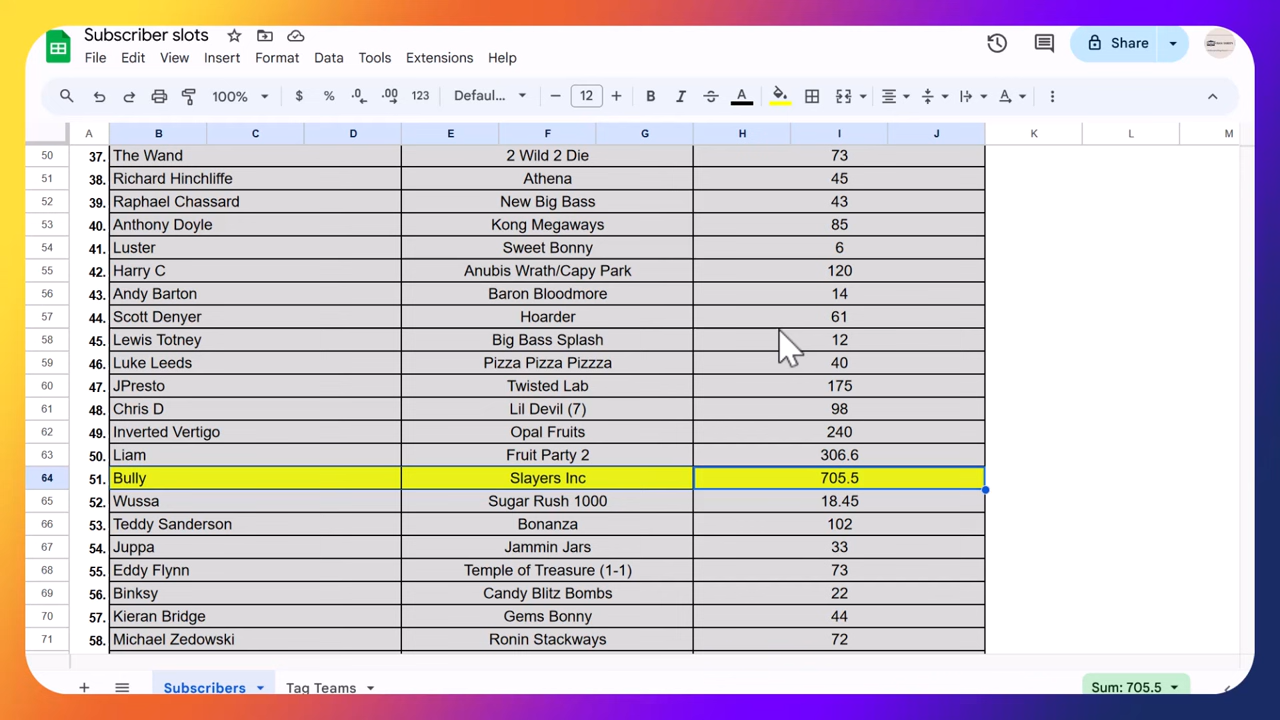 Subscriber slots
File Edit View Insert Format Data Tools Extensions Help
Share
100% $ % .0 .00 123 Defaul... 12 B I A A
A B C D E F G H I J K L M
50 37. The Wand 2 Wild 2 Die 73
51 38. Richard Hinchliffe Athena 45
52 39. Raphael Chassard New Big Bass 43
53 40. Anthony Doyle Kong Megaways 85
54 41. Luster Sweet Bonny 6
55 42. Harry C Anubis Wrath/Capy Park 120
56 43. Andy Barton Baron Bloodmore 14
57 44. Scott Denyer Hoarder 61
58 45. Lewis Totney Big Bass Splash 12
59 46. Luke Leeds Pizza Pizza Pizzza 40
60 47. JPresto Twisted Lab 175
61 48. Chris D Lil Devil (7) 98
62 49. Inverted Vertigo Opal Fruits 240
63 50. Liam Fruit Party 2 306.6
64 51. Bully Slayers Inc 705.5
65 52. Wussa Sugar Rush 1000 18.45
66 53. Teddy Sanderson Bonanza 102
67 54. Juppa Jammin Jars 33
68 55. Eddy Flynn Temple of Treasure (1-1) 73
69 56. Binksy Candy Blitz Bombs 22
70 57. Kieran Bridge Gems Bonny 44
71 58. Michael Zedowski Ronin Stackways 72
Subscribers Tag Teams Sum: 705.5